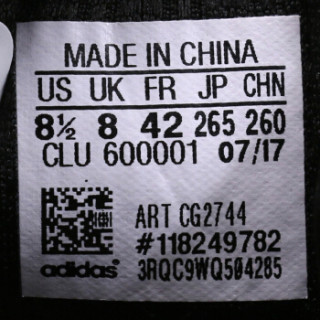 MADE IN CHINA
US UK FR JP CHN
8½ 8 42 265 260
CLU 600001 07/17
ART CG2744
#118249782
adidas 3RQC9WQ504285